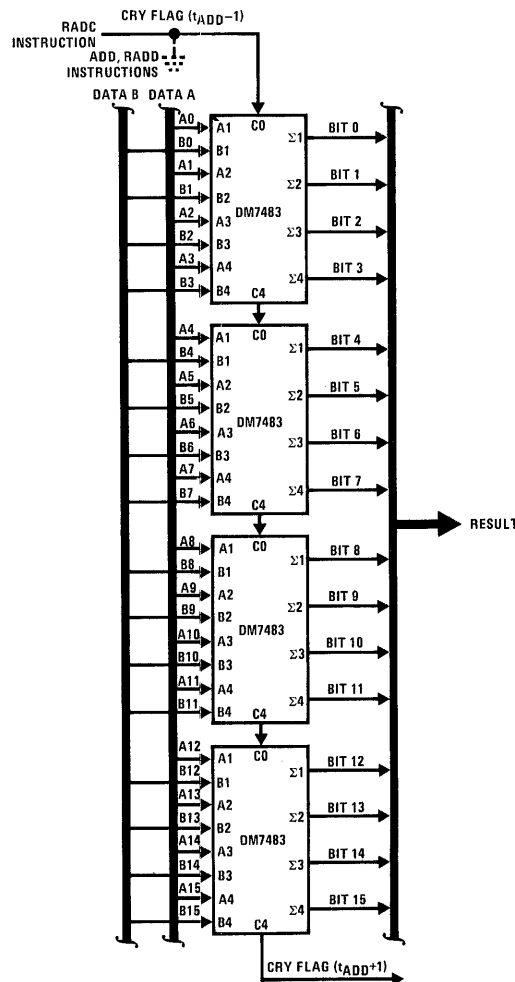 RADC
INSTRUCTION
CRY FLAG (tADD−1)
ADD, RADD
INSTRUCTIONS
DATA B DATA A
A0
B0
A1
B1
A2
B2
A3
B3
C0
A1
B1
A2
B2
A3
B3
A4
B4
DM7483
Σ1
Σ2
Σ3
Σ4
C4
BIT 0
BIT 1
BIT 2
BIT 3
A4
B4
A5
B5
A6
B6
A7
B7
C0
A1
B1
A2
B2
A3
B3
A4
B4
DM7483
Σ1
Σ2
Σ3
Σ4
C4
BIT 4
BIT 5
BIT 6
BIT 7
RESULT
A8
B8
A9
B9
A10
B10
A11
B11
C0
A1
B1
A2
B2
A3
B3
A4
B4
DM7483
Σ1
Σ2
Σ3
Σ4
C4
BIT 8
BIT 9
BIT 10
BIT 11
A12
B12
A13
B13
A14
B14
A15
B15
C0
A1
B1
A2
B2
A3
B3
A4
B4
DM7483
Σ1
Σ2
Σ3
Σ4
C4
BIT 12
BIT 13
BIT 14
BIT 15
CRY FLAG (tADD+1)